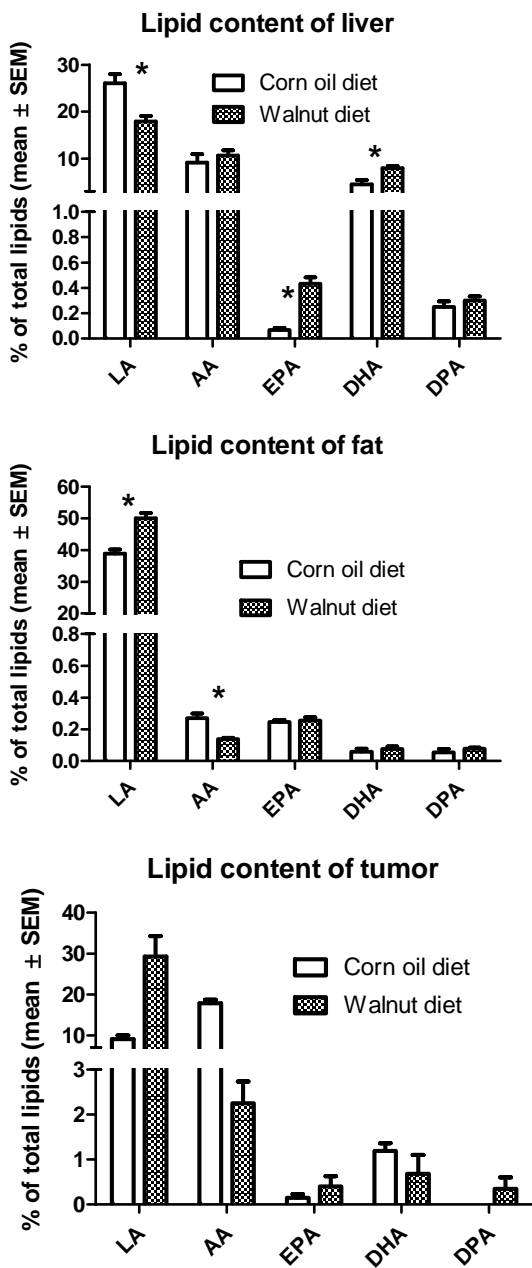 Lipid content of liver
% of total lipids (mean ± SEM)
30
20
10
1.0
0.8
0.6
0.4
0.2
0.0
*
*
*
Corn oil diet
Walnut diet
LA
AA
EPA
DHA
DPA
Lipid content of fat
% of total lipids (mean ± SEM)
60
50
40
30
20
0.8
0.6
0.4
0.2
0.0
*
*
Corn oil diet
Walnut diet
LA
AA
EPA
DHA
DPA
Lipid content of tumor
% of total lipids (mean ± SEM)
40
30
20
10
3
2
1
0
Corn oil diet
Walnut diet
LA
AA
EPA
DHA
DPA